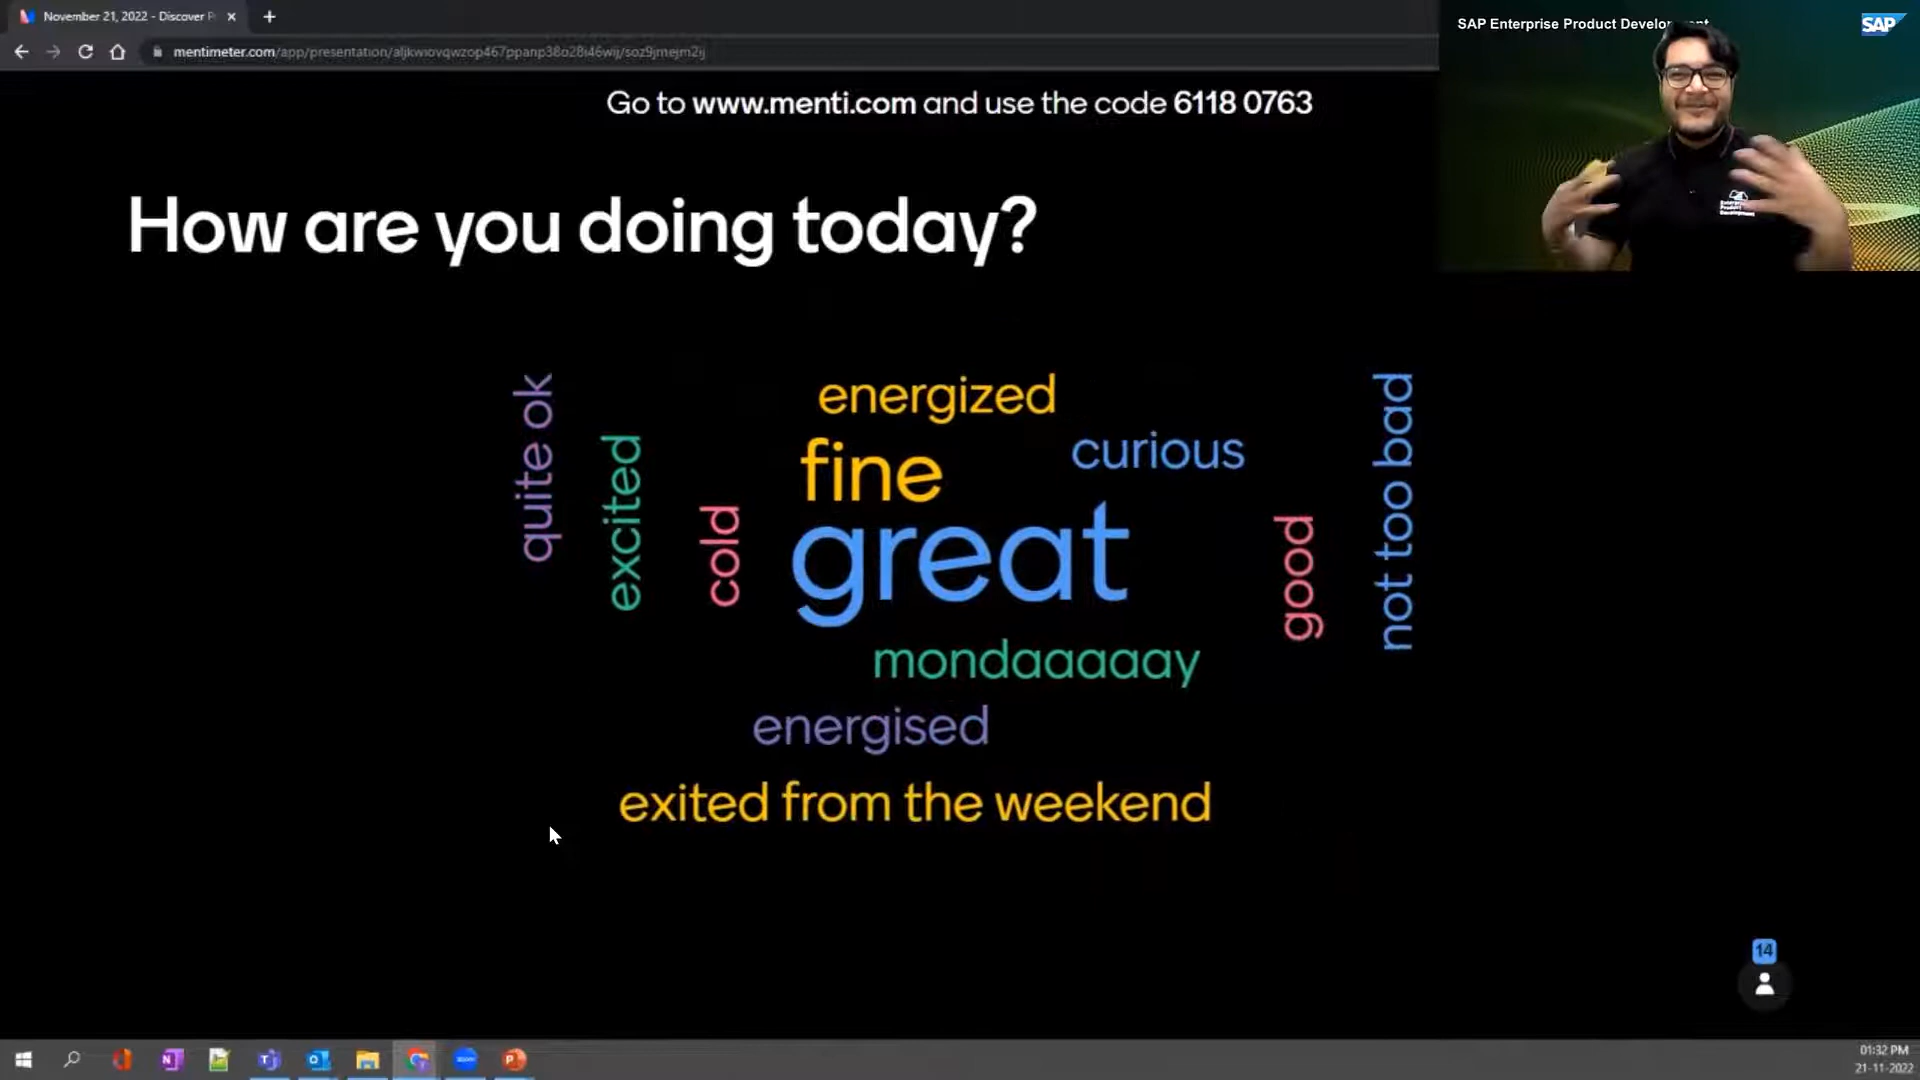 November 21, 2022 - Discover P
SAP Enterprise Product Develo
SAP
mentimeter.com/app/presentation/
Go to www.menti.com and use the code 6118 0763
How are you doing today?
quite ok
excited
cold
energized
fine
curious
great
good
not too bad
mondaaaaay
energised
exited from the weekend
14
01:32 PM
21-11-2022